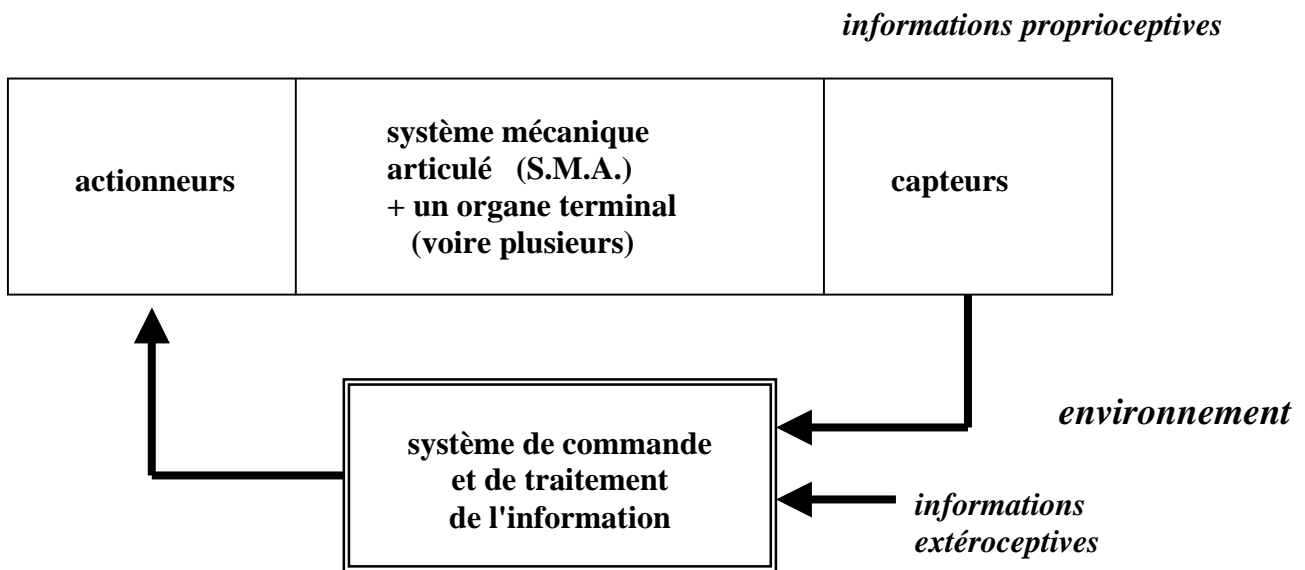 informations proprioceptives
actionneurs
système mécanique
articulé (S.M.A.)
+ un organe terminal
(voire plusieurs)
capteurs
environnement
système de commande
et de traitement
de l'information
informations
extéroceptives